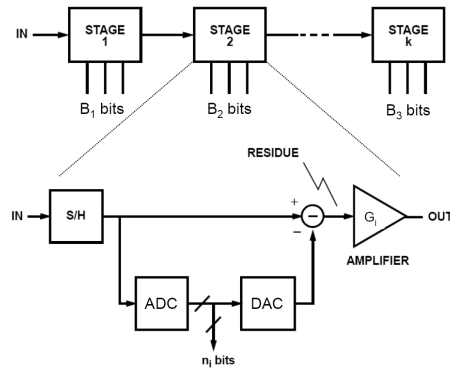 IN
STAGE
1
STAGE
2
STAGE
k
B1 bits
B2 bits
B3 bits
RESIDUE
IN
S/H
+
−
−
Gi
OUT
AMPLIFIER
ADC
DAC
ni bits